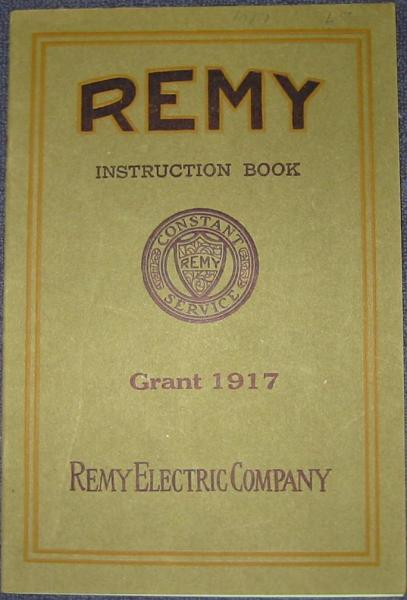 REMY
INSTRUCTION BOOK
CONSTANT
REMY
SERVICE
Grant 1917
REMY ELECTRIC COMPANY